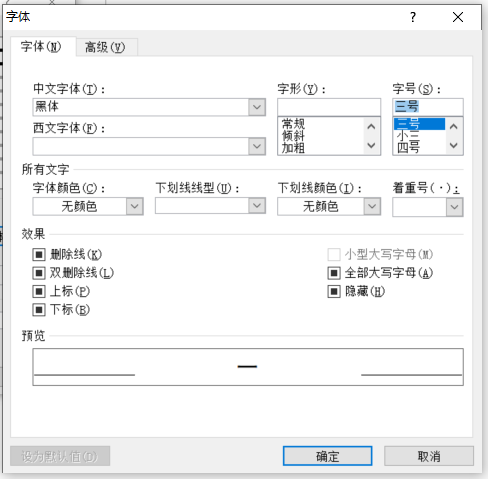 字体
?
字体(N) 高级(V)
中文字体(T): 字形(Y): 字号(S):
黑体 三号
西文字体(F): 常规 三号
倾斜 小三
加粗 四号
所有文字
字体颜色(C): 下划线线型(U): 下划线颜色(I): 着重号(·):
无颜色 无颜色
效果
删除线(K) 小型大写字母(M)
双删除线(L) 全部大写字母(A)
上标(P) 隐藏(H)
下标(B)
预览
一
设为默认值(D) 确定 取消